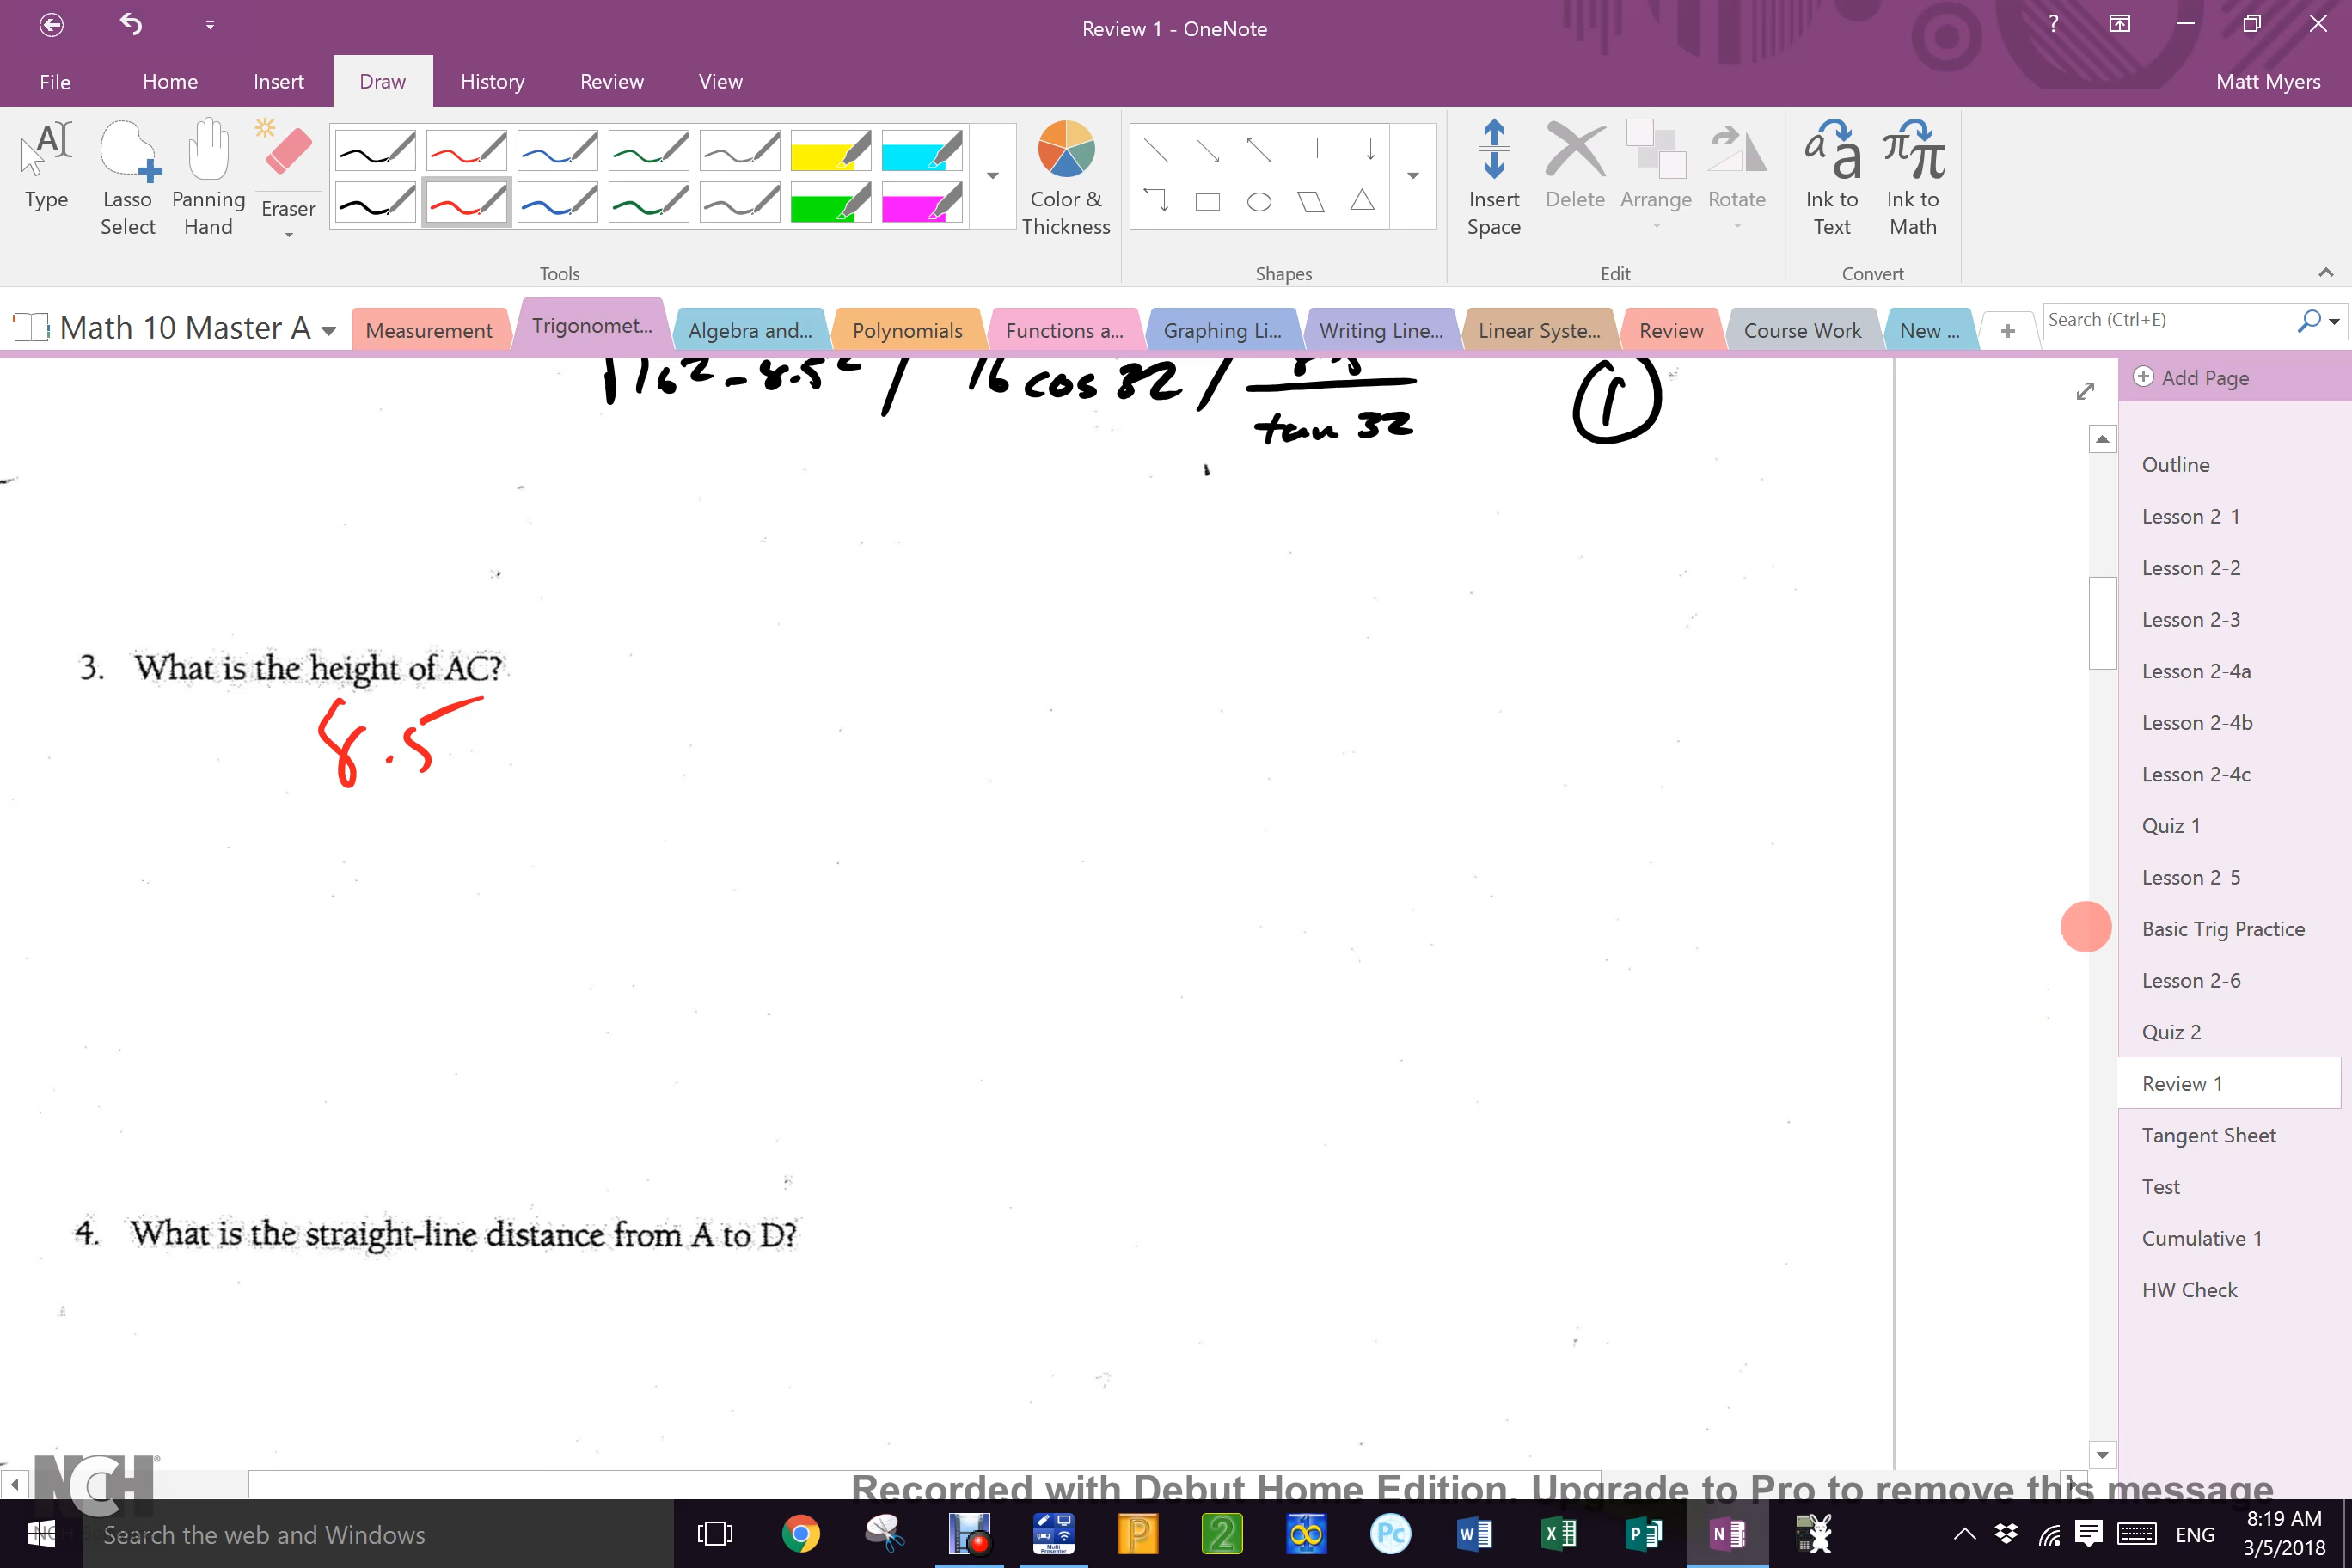 Review 1 - OneNote
?
File Home Insert Draw History Review View
Matt Myers
Type
Lasso Select
Panning Hand
Eraser
Color & Thickness
Insert Space
Delete
Arrange
Rotate
Ink to Text
Ink to Math
Tools
Shapes
Edit
Convert
Math 10 Master A
Measurement
Trigonomet...
Algebra and...
Polynomials
Functions a...
Graphing Li...
Writing Line...
Linear Syste...
Review
Course Work
New ...
Search (Ctrl+E)
√16² - 8.5² / 16 cos 32 / 8.5
tan 32
①
3. What is the height of AC?
8.5
4. What is the straight-line distance from A to D?
Add Page
Outline
Lesson 2-1
Lesson 2-2
Lesson 2-3
Lesson 2-4a
Lesson 2-4b
Lesson 2-4c
Quiz 1
Lesson 2-5
Basic Trig Practice
Lesson 2-6
Quiz 2
Review 1
Tangent Sheet
Test
Cumulative 1
HW Check
NCH
Recorded with Debut Home Edition. Upgrade to Pro to remove this message
Search the web and Windows
ENG
8:19 AM
3/5/2018